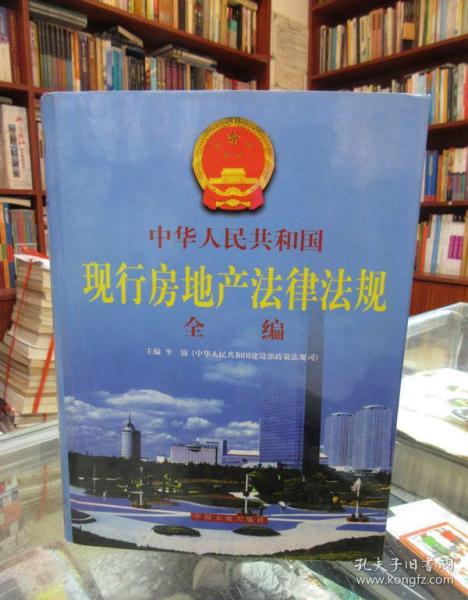 中华人民共和国
现行房地产法律法规
全 编
主编 李 镝（中华人民共和国建设部政策法规司）
中国大地出版社
孔夫子旧书网
www.kongfz.com